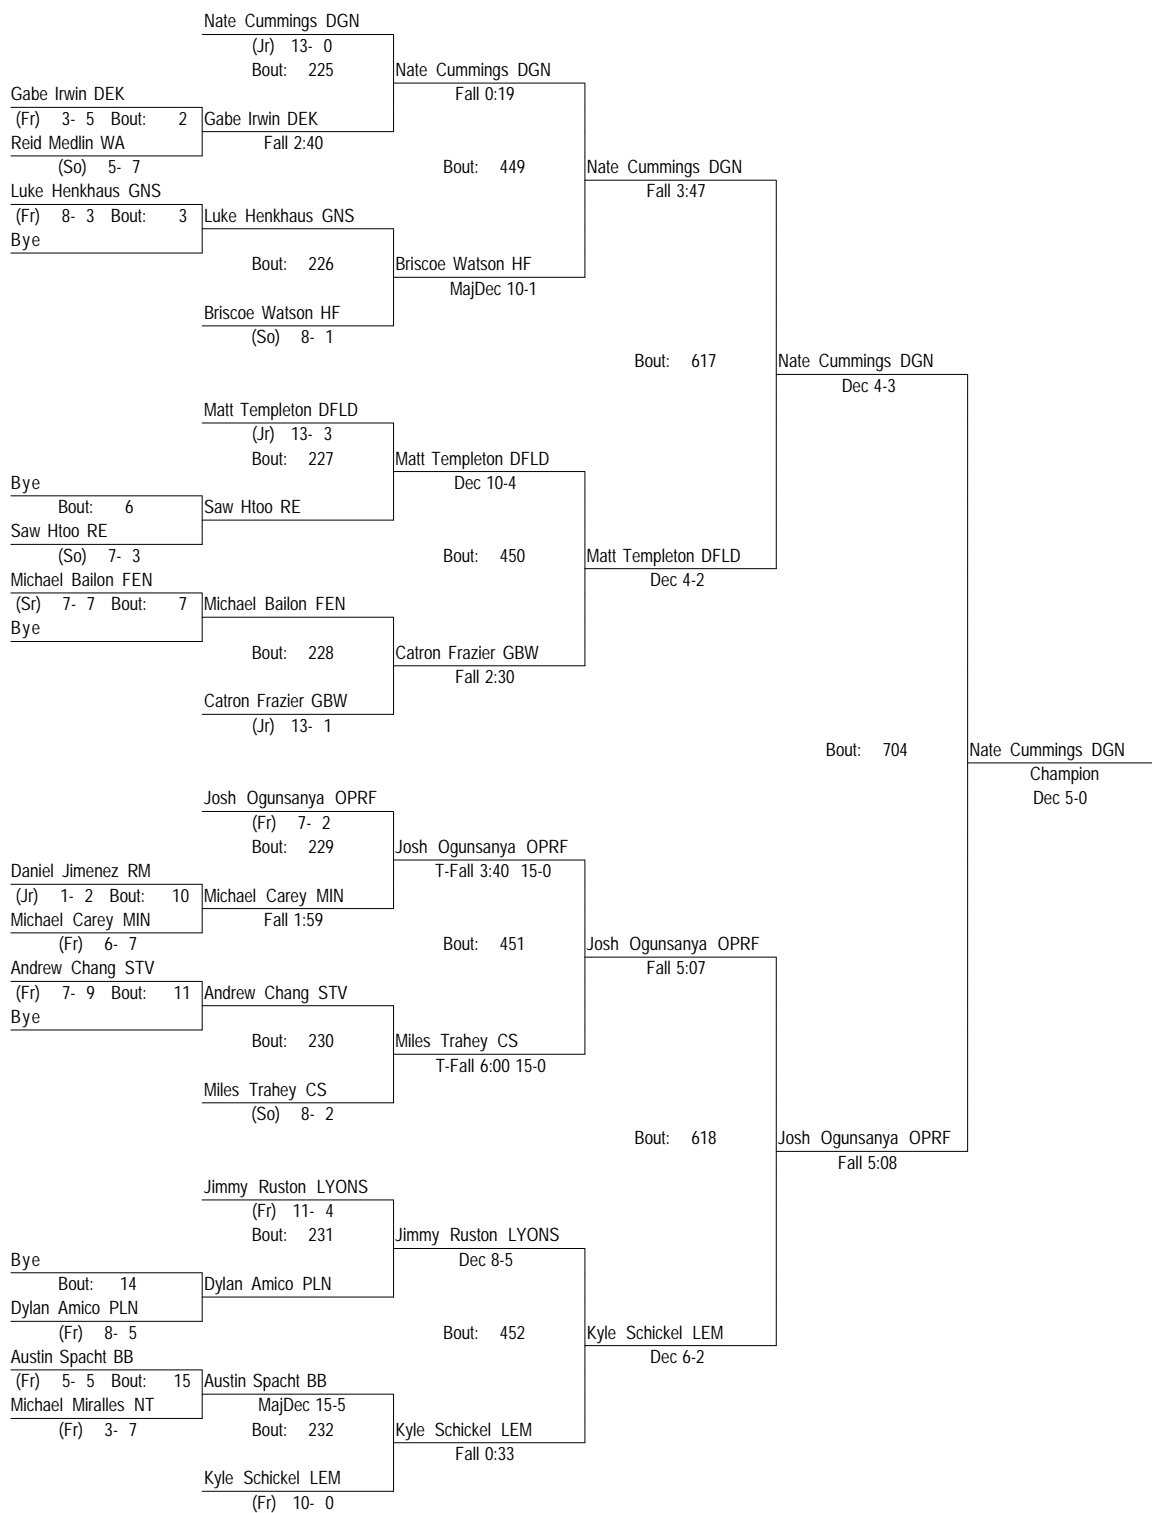 Nate Cummings DGN
(Jr) 13- 0
Bout: 225 Nate Cummings DGN
Gabe Irwin DEK Fall 0:19
(Fr) 3- 5 Bout: 2 Gabe Irwin DEK
Reid Medlin WA Fall 2:40
(So) 5- 7 Bout: 449 Nate Cummings DGN
Luke Henkhaus GNS Fall 3:47
(Fr) 8- 3 Bout: 3 Luke Henkhaus GNS
Bye
Bout: 226 Briscoe Watson HF
MajDec 10-1
Briscoe Watson HF
(So) 8- 1
Bout: 617 Nate Cummings DGN
Dec 4-3
Matt Templeton DFLD
(Jr) 13- 3
Bout: 227 Matt Templeton DFLD
Bye Dec 10-4
Bout: 6 Saw Htoo RE
Saw Htoo RE
(So) 7- 3 Bout: 450 Matt Templeton DFLD
Michael Bailon FEN Dec 4-2
(Sr) 7- 7 Bout: 7 Michael Bailon FEN
Bye
Bout: 228 Catron Frazier GBW
Fall 2:30
Catron Frazier GBW
(Jr) 13- 1
Bout: 704 Nate Cummings DGN
Champion
Josh Ogunsanya OPRF Dec 5-0
(Fr) 7- 2
Bout: 229 Josh Ogunsanya OPRF
Daniel Jimenez RM T-Fall 3:40 15-0
(Jr) 1- 2 Bout: 10 Michael Carey MIN
Michael Carey MIN Fall 1:59
(Fr) 6- 7 Bout: 451 Josh Ogunsanya OPRF
Andrew Chang STV Fall 5:07
(Fr) 7- 9 Bout: 11 Andrew Chang STV
Bye
Bout: 230 Miles Trahey CS
T-Fall 6:00 15-0
Miles Trahey CS
(So) 8- 2
Bout: 618 Josh Ogunsanya OPRF
Fall 5:08
Jimmy Ruston LYONS
(Fr) 11- 4
Bout: 231 Jimmy Ruston LYONS
Bye Dec 8-5
Bout: 14 Dylan Amico PLN
Dylan Amico PLN
(Fr) 8- 5 Bout: 452 Kyle Schickel LEM
Austin Spacht BB Dec 6-2
(Fr) 5- 5 Bout: 15 Austin Spacht BB
Michael Miralles NT MajDec 15-5
(Fr) 3- 7 Bout: 232 Kyle Schickel LEM
Fall 0:33
Kyle Schickel LEM
(Fr) 10- 0